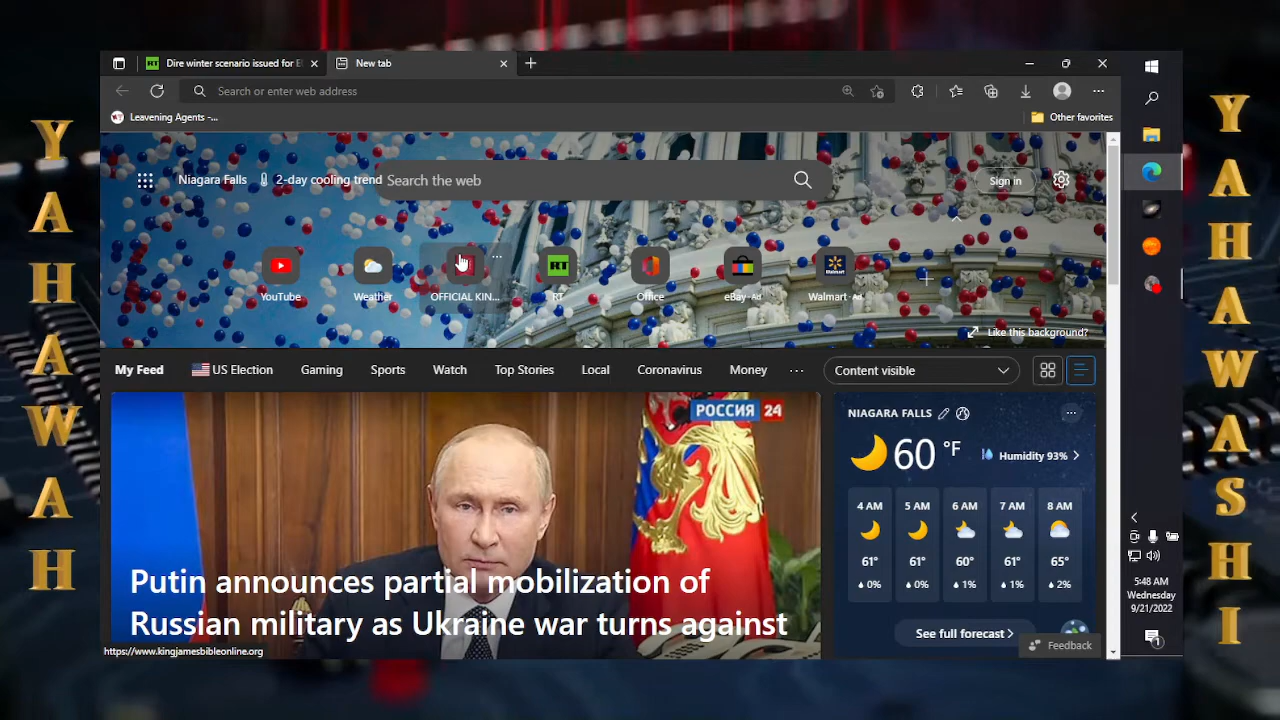 YAHAWAH
Dire winter scenario issued for E
New tab
Search or enter web address
Leavening Agents -...
Other favorites
Niagara Falls
2-day cooling trend
Search the web
Sign in
YouTube
Weather
OFFICIAL KIN...
RT
RT
Office
eBay · Ad
Walmart
Walmart · Ad
Like this background?
My Feed
US Election
Gaming
Sports
Watch
Top Stories
Local
Coronavirus
Money
Content visible
РОССИЯ 24
Putin announces partial mobilization of
Russian military as Ukraine war turns against
https://www.kingjamesbibleonline.org
NIAGARA FALLS
60 °F
Humidity 93%
4 AM 5 AM 6 AM 7 AM 8 AM
61° 61° 60° 61° 65°
0% 0% 1% 1% 2%
See full forecast
Feedback
5:48 AM
Wednesday
9/21/2022
1
YAHAWASHI